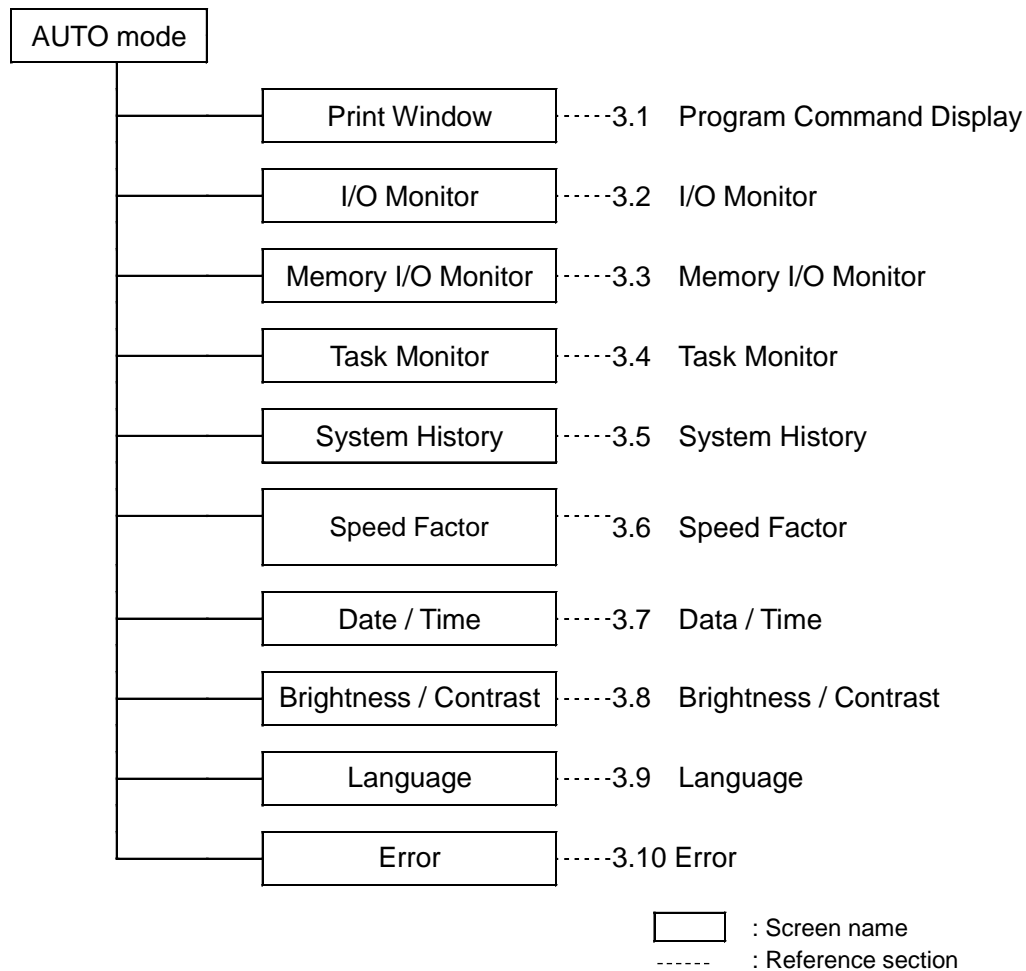 AUTO mode
Print Window 3.1 Program Command Display
I/O Monitor 3.2 I/O Monitor
Memory I/O Monitor 3.3 Memory I/O Monitor
Task Monitor 3.4 Task Monitor
System History 3.5 System History
Speed Factor 3.6 Speed Factor
Date / Time 3.7 Data / Time
Brightness / Contrast 3.8 Brightness / Contrast
Language 3.9 Language
Error 3.10 Error
: Screen name
: Reference section